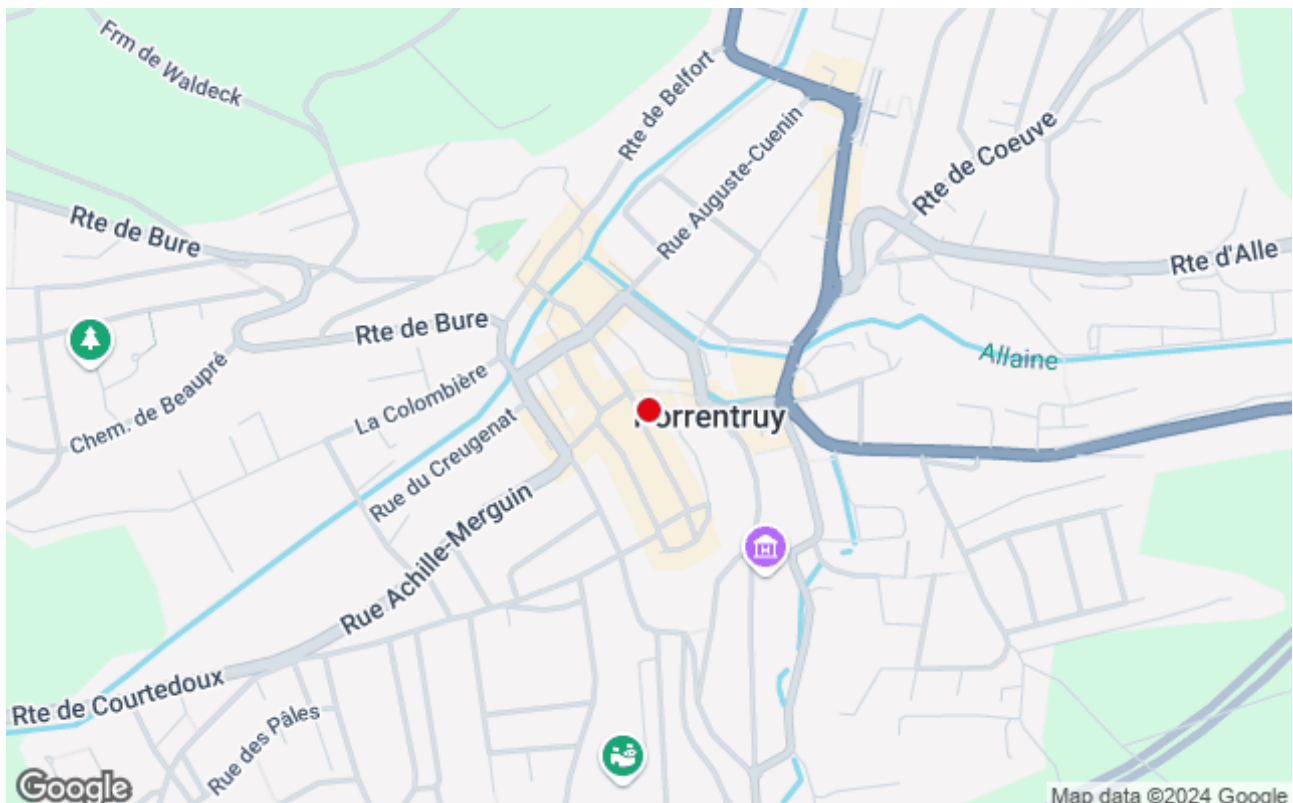 Frm de Waldeck
Rte de Belfort
Rue Auguste-Cuenin
Rte de Coeuve
Rte de Bure
Rte d'Alle
Rte de Bure
Allaine
Chem. de Beaupré
La Colombière
Porrentruy
Rue du Creugenat
H
Rue Achille-Merguin
Rte de Courtedoux
Rue des Pâles
Google
Map data ©2024 Google